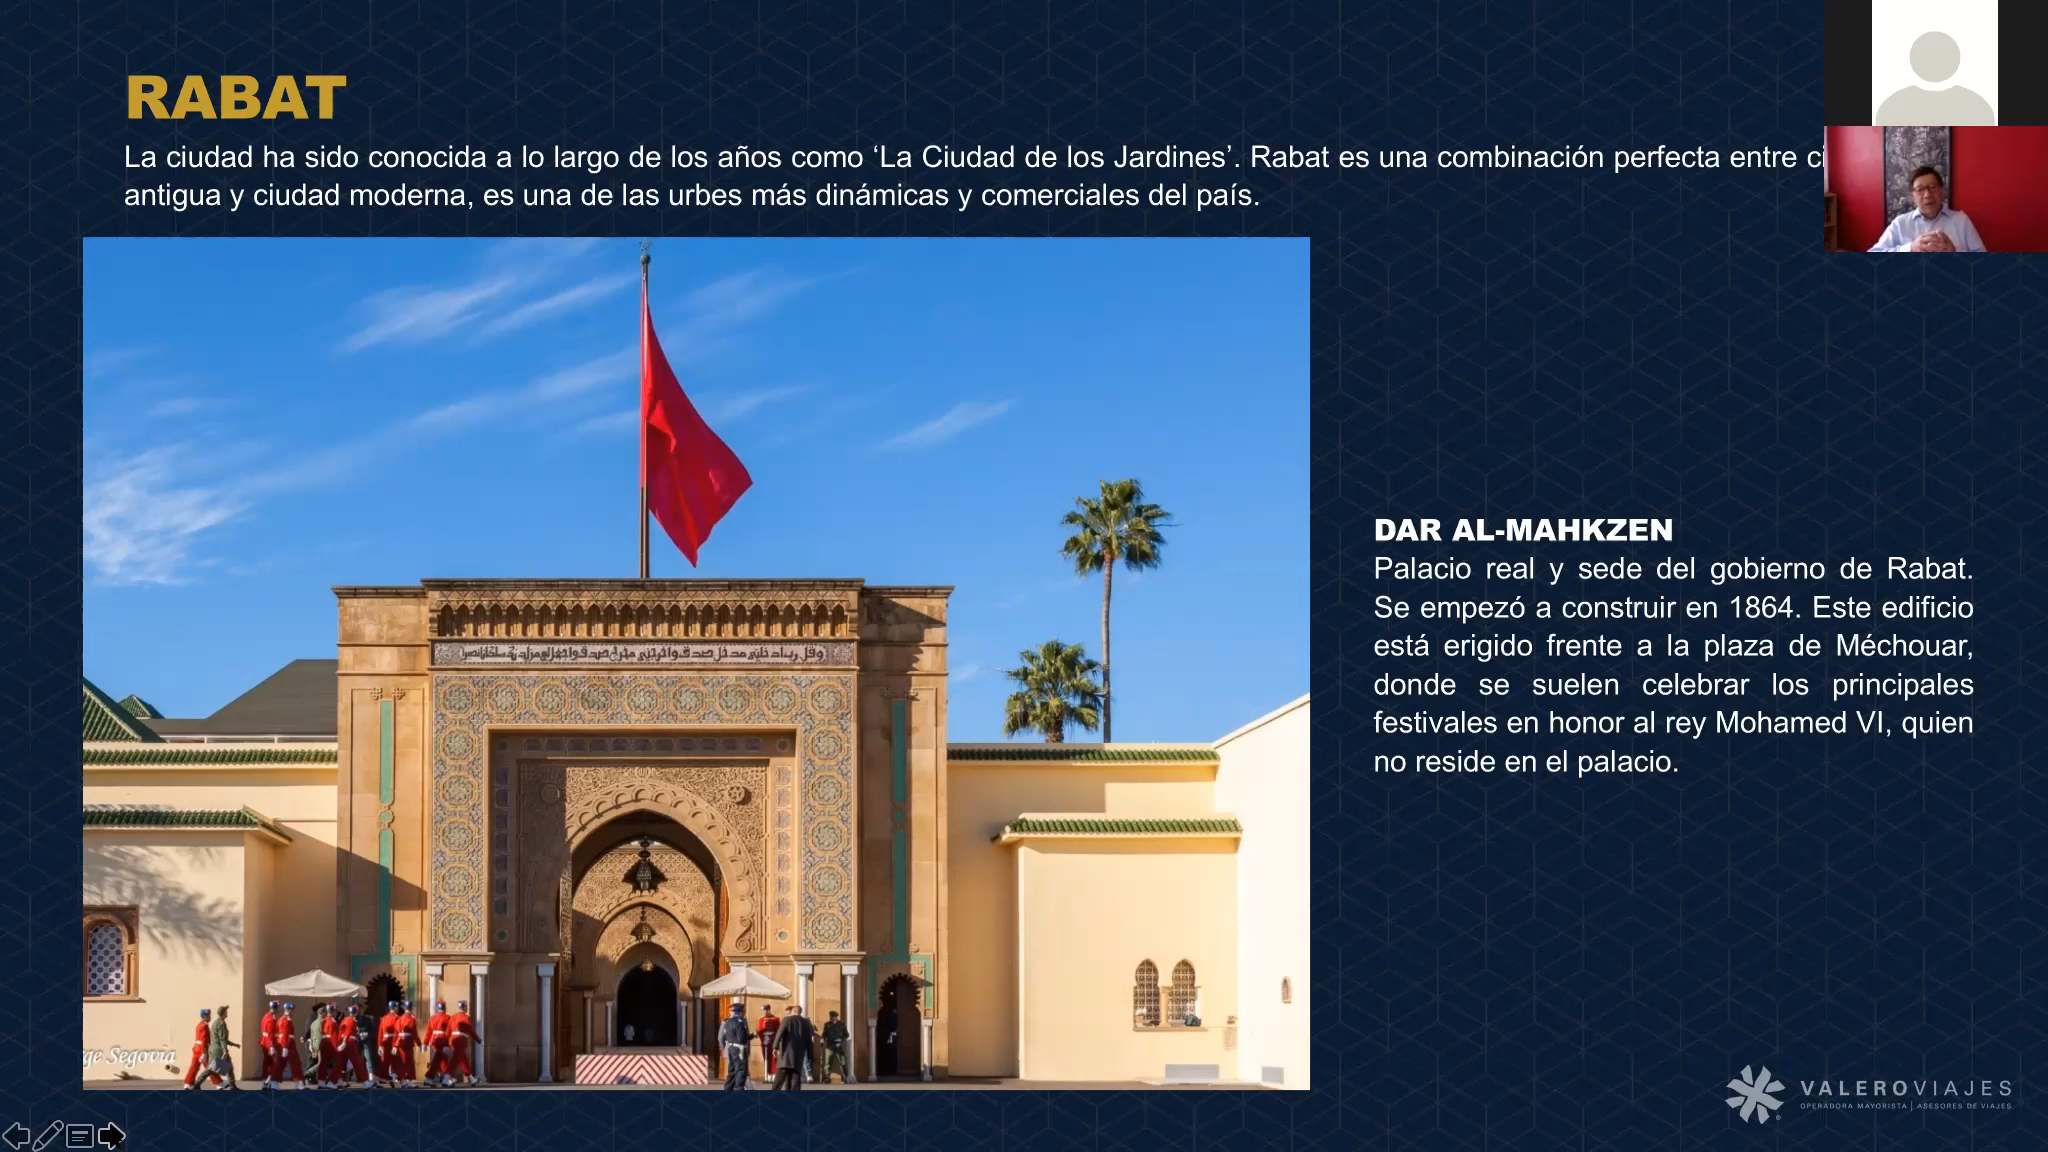 RABAT
La ciudad ha sido conocida a lo largo de los años como ‘La Ciudad de los Jardines’. Rabat es una combinación perfecta entre
antigua y ciudad moderna, es una de las urbes más dinámicas y comerciales del país.
DAR AL-MAHKZEN
Palacio real y sede del gobierno de Rabat.
Se empezó a construir en 1864. Este edificio
está erigido frente a la plaza de Méchouar,
donde se suelen celebrar los principales
festivales en honor al rey Mohamed VI, quien
no reside en el palacio.
Segovia
VALEROVIAJES
OPERADORA MAYORISTA | ASESORES DE VIAJES